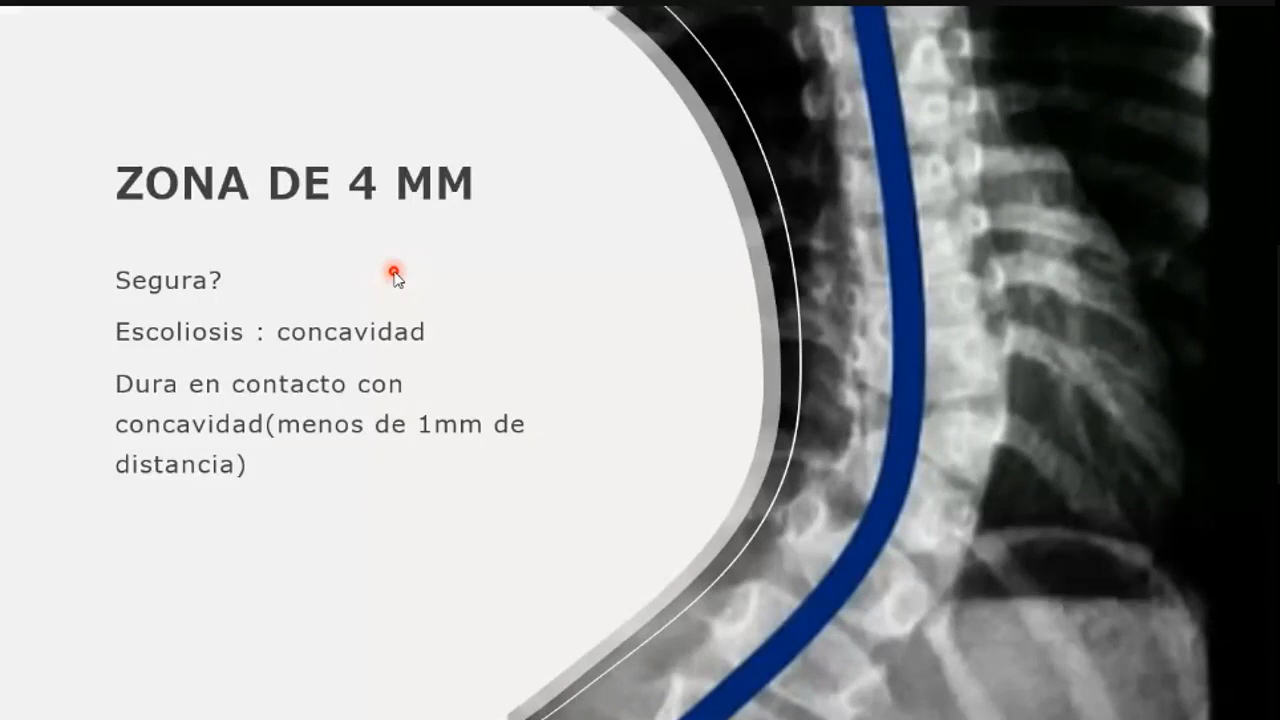 ZONA DE 4 MM
Segura?
Escoliosis : concavidad
Dura en contacto con
concavidad(menos de 1mm de
distancia)